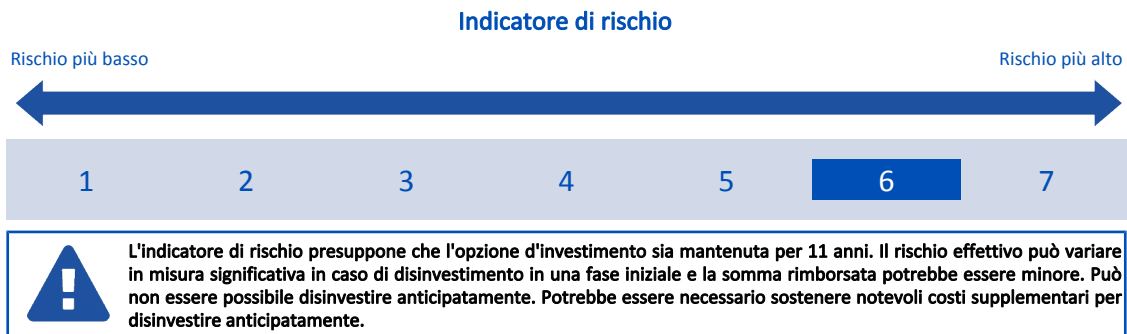 Indicatore di rischio
Rischio più basso
Rischio più alto
1 2 3 4 5 6 7
L'indicatore di rischio presuppone che l'opzione d'investimento sia mantenuta per 11 anni. Il rischio effettivo può variare
in misura significativa in caso di disinvestimento in una fase iniziale e la somma rimborsata potrebbe essere minore. Può
non essere possibile disinvestire anticipatamente. Potrebbe essere necessario sostenere notevoli costi supplementari per
disinvestire anticipatamente.